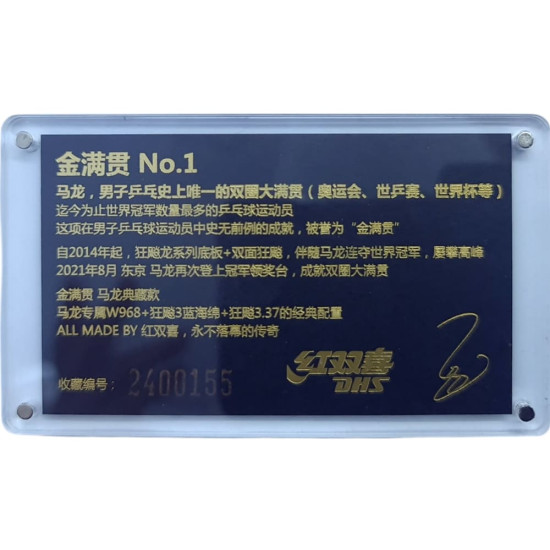 金满贯 No.1
马龙，男子乒乓史上唯一的双圈大满贯（奥运会、世乒赛、世界杯等）
迄今为止世界冠军数量最多的乒乓球运动员
这项在男子乒乓球运动员中史无前例的成就，被誉为“金满贯”
自2014年起，狂飚龙系列底板+双面狂飚，伴随马龙连夺世界冠军，屡攀高峰
2021年8月 东京 马龙再次登上冠军领奖台，成就双圈大满贯
金满贯 马龙典藏款
马龙专属W968+狂飚3蓝海绵+狂飚3.37的经典配置
ALL MADE BY 红双喜，永不落幕的传奇
红双喜
DHS
收藏编号：2400155